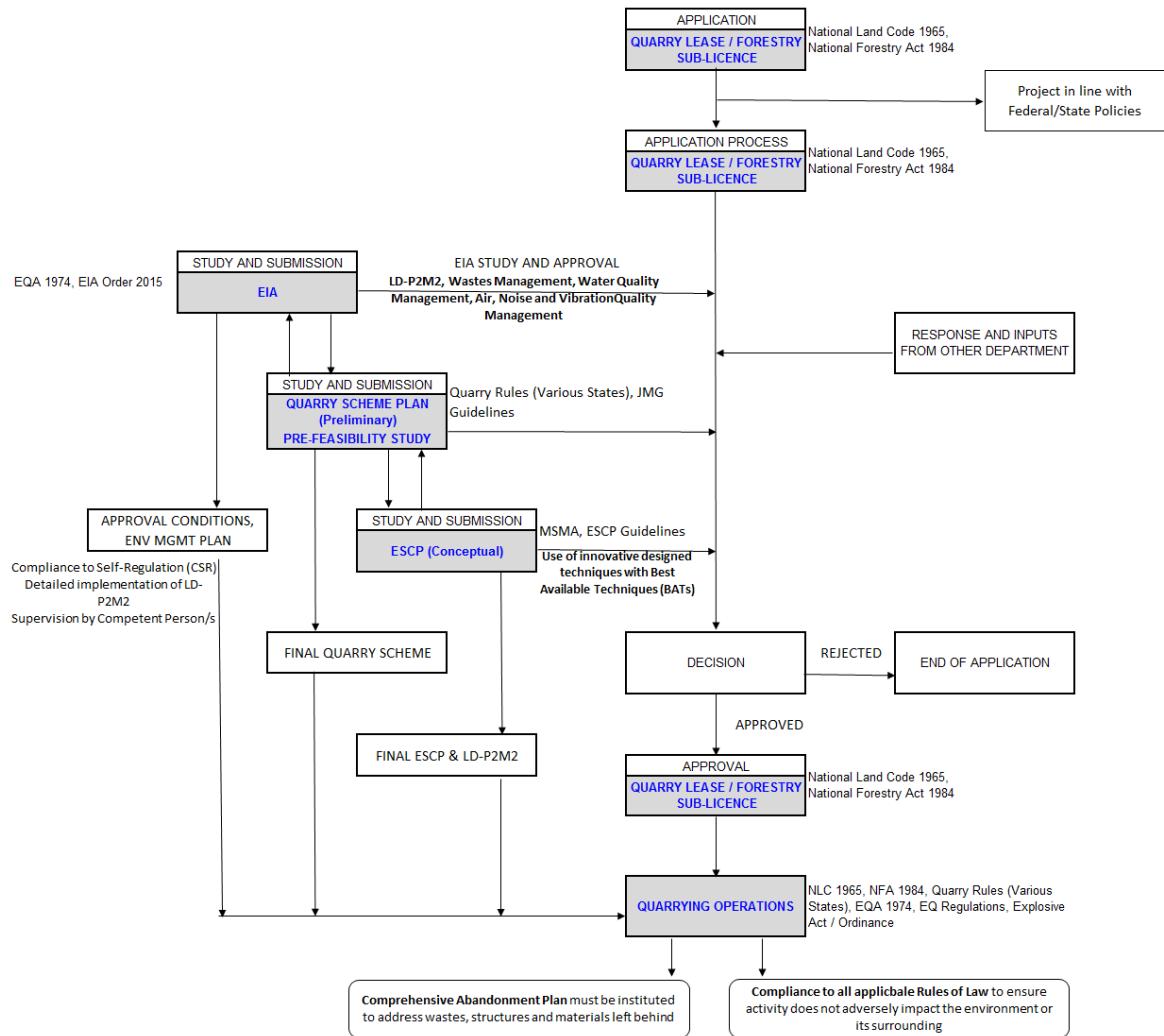 APPLICATION
QUARRY LEASE / FORESTRY
SUB-LICENCE
National Land Code 1965,
National Forestry Act 1984
Project in line with
Federal/State Policies
APPLICATION PROCESS
QUARRY LEASE / FORESTRY
SUB-LICENCE
National Land Code 1965,
National Forestry Act 1984
EQA 1974, EIA Order 2015
STUDY AND SUBMISSION
EIA
EIA STUDY AND APPROVAL
LD-P2M2, Wastes Management, Water Quality
Management, Air, Noise and VibrationQuality
Management
RESPONSE AND INPUTS
FROM OTHER DEPARTMENT
STUDY AND SUBMISSION
QUARRY SCHEME PLAN
(Preliminary)
PRE-FEASIBILITY STUDY
Quarry Rules (Various States), JMG
Guidelines
APPROVAL CONDITIONS,
ENV MGMT PLAN
Compliance to Self-Regulation (CSR)
Detailed implementation of LD-
P2M2
Supervision by Competent Person/s
STUDY AND SUBMISSION
ESCP (Conceptual)
MSMA, ESCP Guidelines
Use of innovative designed
techniques with Best
Available Techniques (BATs)
FINAL QUARRY SCHEME
DECISION
REJECTED
END OF APPLICATION
APPROVED
FINAL ESCP & LD-P2M2
APPROVAL
QUARRY LEASE / FORESTRY
SUB-LICENCE
National Land Code 1965,
National Forestry Act 1984
QUARRYING OPERATIONS
NLC 1965, NFA 1984, Quarry Rules (Various
States), EQA 1974, EQ Regulations, Explosive
Act / Ordinance
Comprehensive Abandonment Plan must be instituted
to address wastes, structures and materials left behind
Compliance to all applicbale Rules of Law to ensure
activity does not adversely impact the environment or
its surrounding